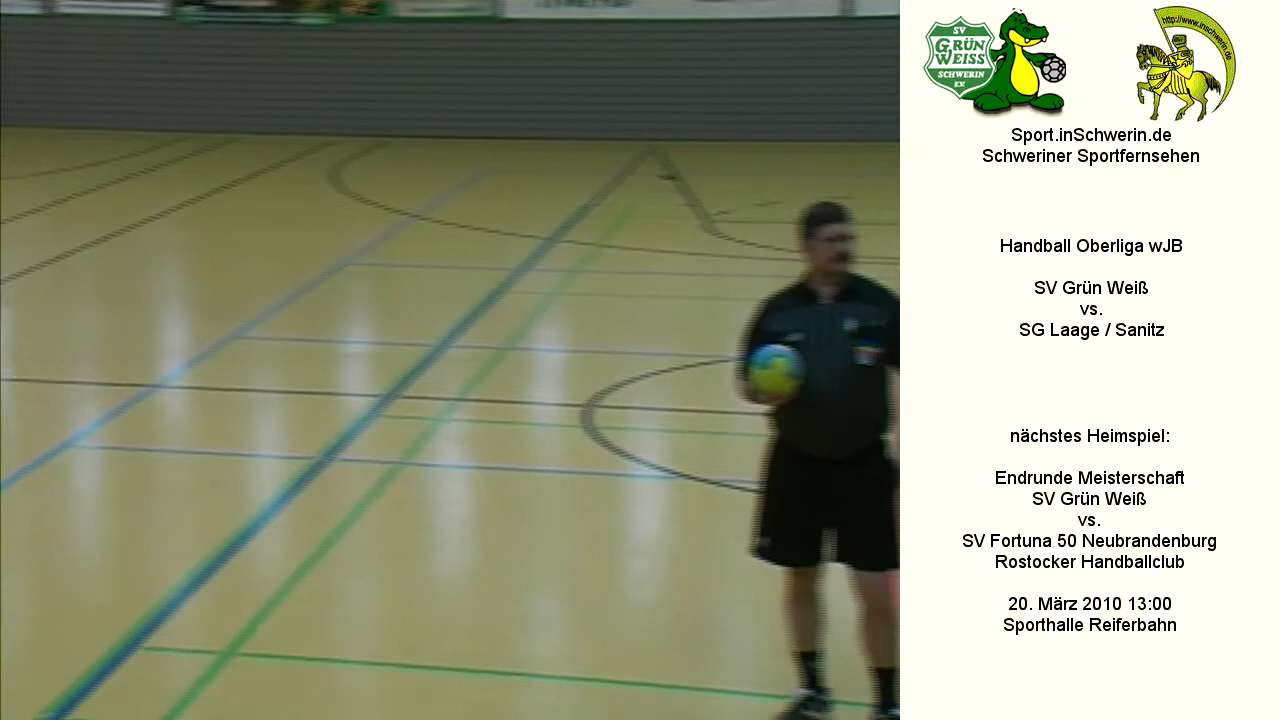 SV
GRÜN
WEISS
SCHWERIN
E.V.
http://www.inschwerin.de
Sport.inSchwerin.de
Schweriner Sportfernsehen
Handball Oberliga wJB
SV Grün Weiß
vs.
SG Laage / Sanitz
nächstes Heimspiel:
Endrunde Meisterschaft
SV Grün Weiß
vs.
SV Fortuna 50 Neubrandenburg
Rostocker Handballclub
20. März 2010 13:00
Sporthalle Reiferbahn